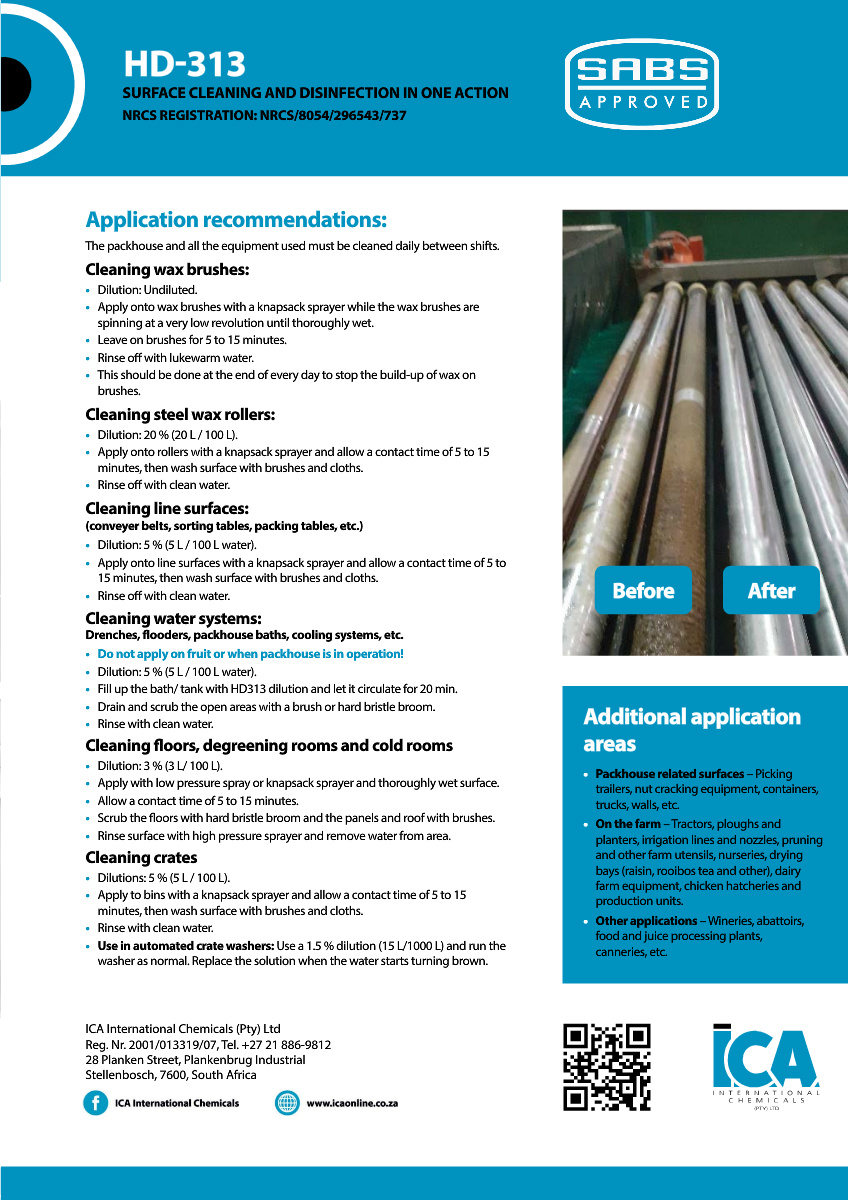 HD-313
SURFACE CLEANING AND DISINFECTION IN ONE ACTION
NRCS REGISTRATION: NRCS/8054/296543/737
SABS
APPROVED
Application recommendations:
The packhouse and all the equipment used must be cleaned daily between shifts.
Cleaning wax brushes:
• Dilution: Undiluted.
• Apply onto wax brushes with a knapsack sprayer while the wax brushes are
spinning at a very low revolution until thoroughly wet.
• Leave on brushes for 5 to 15 minutes.
• Rinse off with lukewarm water.
• This should be done at the end of every day to stop the build-up of wax on
brushes.
Cleaning steel wax rollers:
• Dilution: 20 % (20 L / 100 L).
• Apply onto rollers with a knapsack sprayer and allow a contact time of 5 to 15
minutes, then wash surface with brushes and cloths.
• Rinse off with clean water.
Cleaning line surfaces:
(conveyer belts, sorting tables, packing tables, etc.)
• Dilution: 5 % (5 L / 100 L water).
• Apply onto line surfaces with a knapsack sprayer and allow a contact time of 5 to
15 minutes, then wash surface with brushes and cloths.
• Rinse off with clean water.
Cleaning water systems:
Drenches, flooders, packhouse baths, cooling systems, etc.
• Do not apply on fruit or when packhouse is in operation!
• Dilution: 5 % (5 L / 100 L water).
• Fill up the bath/ tank with HD313 dilution and let it circulate for 20 min.
• Drain and scrub the open areas with a brush or hard bristle broom.
• Rinse with clean water.
Cleaning floors, degreening rooms and cold rooms
• Dilution: 3 % (3 L/ 100 L).
• Apply with low pressure spray or knapsack sprayer and thoroughly wet surface.
• Allow a contact time of 5 to 15 minutes.
• Scrub the floors with hard bristle broom and the panels and roof with brushes.
• Rinse surface with high pressure sprayer and remove water from area.
Cleaning crates
• Dilutions: 5 % (5 L / 100 L).
• Apply to bins with a knapsack sprayer and allow a contact time of 5 to 15
minutes, then wash surface with brushes and cloths.
• Rinse with clean water.
• Use in automated crate washers: Use a 1.5 % dilution (15 L/1000 L) and run the
washer as normal. Replace the solution when the water starts turning brown.
Before
After
Additional application
areas
• Packhouse related surfaces – Picking
trailers, nut cracking equipment, containers,
trucks, walls, etc.
• On the farm – Tractors, ploughs and
planters, irrigation lines and nozzles, pruning
and other farm utensils, nurseries, drying
bays (raisin, rooibos tea and other), dairy
farm equipment, chicken hatcheries and
production units.
• Other applications – Wineries, abattoirs,
food and juice processing plants,
canneries, etc.
ICA International Chemicals (Pty) Ltd
Reg. Nr. 2001/013319/07, Tel. +27 21 886-9812
28 Planken Street, Plankenbrug Industrial
Stellenbosch, 7600, South Africa
f ICA International Chemicals
www.icaonline.co.za
ICA
INTERNATIONAL
CHEMICALS
(PTY) LTD